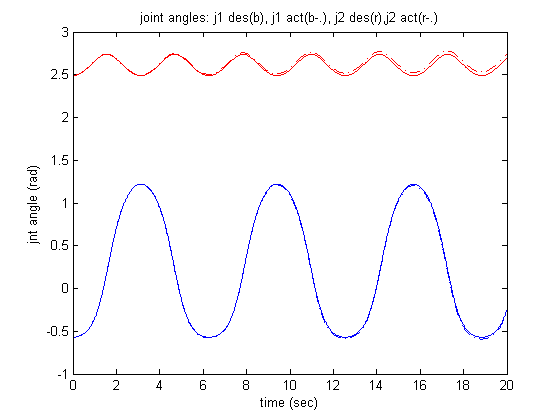 joint angles: j1 des(b), j1 act(b-.), j2 des(r),j2 act(r-.)
3
2.5
2
1.5
1
0.5
0
-0.5
-1
jnt angle (rad)
0 2 4 6 8 10 12 14 16 18 20
time (sec)